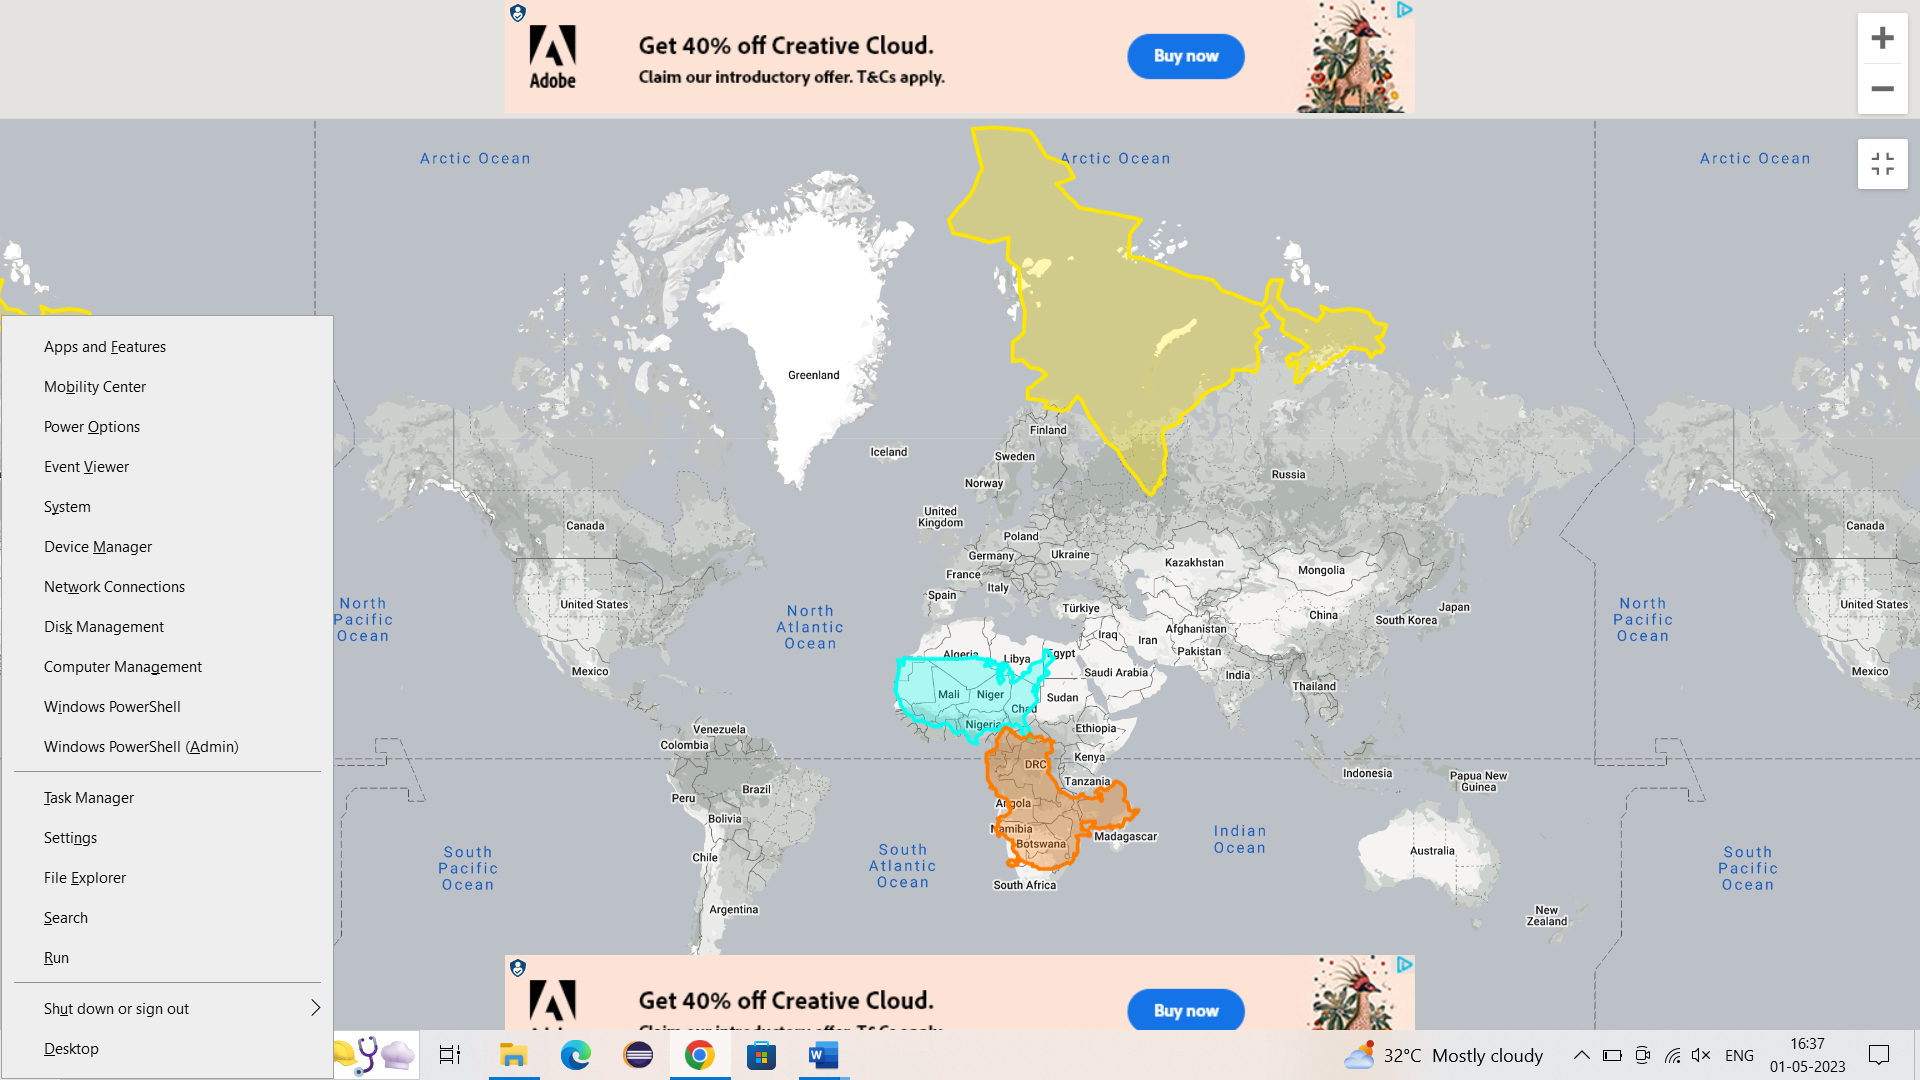 Adobe
Get 40% off Creative Cloud.
Claim our introductory offer. T&Cs apply.
Buy now
Arctic Ocean
Arctic Ocean
Arctic Ocean
Greenland
Iceland
Finland
Sweden
Norway
Russia
United
Kingdom
Poland
Germany
Ukraine
France
Italy
Spain
Kazakhstan
Mongolia
Canada
Canada
United States
United States
Türkiye
China
Japan
South Korea
North
Pacific
Ocean
North
Atlantic
Ocean
North
Pacific
Ocean
Iraq
Iran
Afghanistan
Pakistan
Algeria
Libya
Egypt
Saudi Arabia
India
Thailand
Mexico
Mexico
Mali
Niger
Chad
Sudan
Nigeria
Ethiopia
Venezuela
Colombia
DRC
Kenya
Tanzania
Indonesia
Papua New
Guinea
Peru
Brazil
Bolivia
Angola
Namibia
Botswana
Madagascar
Indian
Ocean
Australia
Chile
South
Pacific
Ocean
South
Atlantic
Ocean
South
Pacific
Ocean
South Africa
Argentina
New
Zealand
Apps and Features
Mobility Center
Power Options
Event Viewer
System
Device Manager
Network Connections
Disk Management
Computer Management
Windows PowerShell
Windows PowerShell (Admin)
Task Manager
Settings
File Explorer
Search
Run
Shut down or sign out
Desktop
Get 40% off Creative Cloud.
Claim our introductory offer. T&Cs apply.
Buy now
W
32°C Mostly cloudy
ENG
16:37
01-05-2023